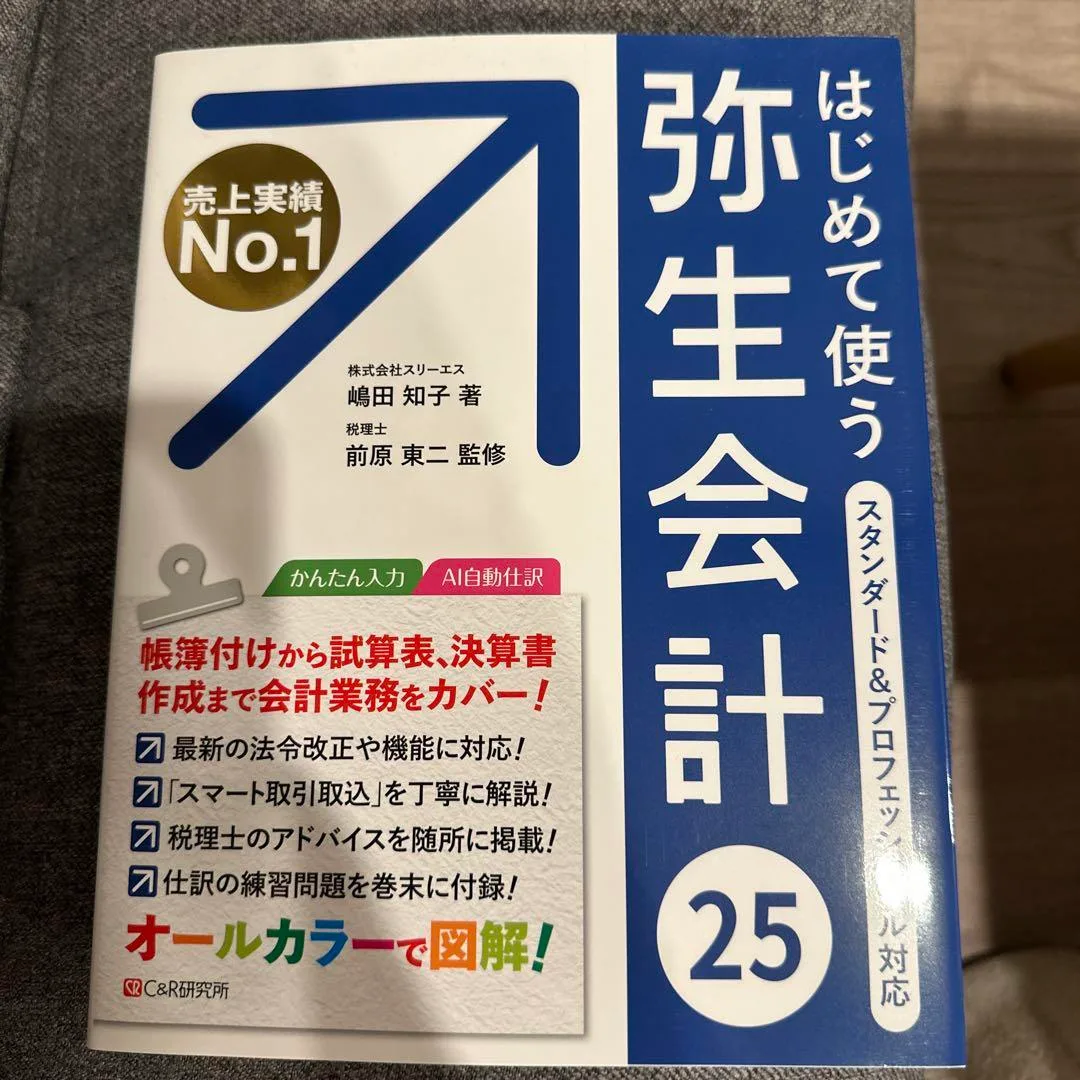 はじめて使う
弥生会計
25
スタンダード&プロフェッショナル対応
売上実績
No.1
株式会社スリーエス
嶋田 知子 著
税理士
前原 東二 監修
かんたん入力
AI自動仕訳
帳簿付けから試算表、決算書
作成まで会計業務をカバー!
最新の法令改正や機能に対応!
「スマート取引取込」を丁寧に解説!
税理士のアドバイスを随所に掲載!
仕訳の練習問題を巻末に付録!
オールカラーで図解!
C&R研究所